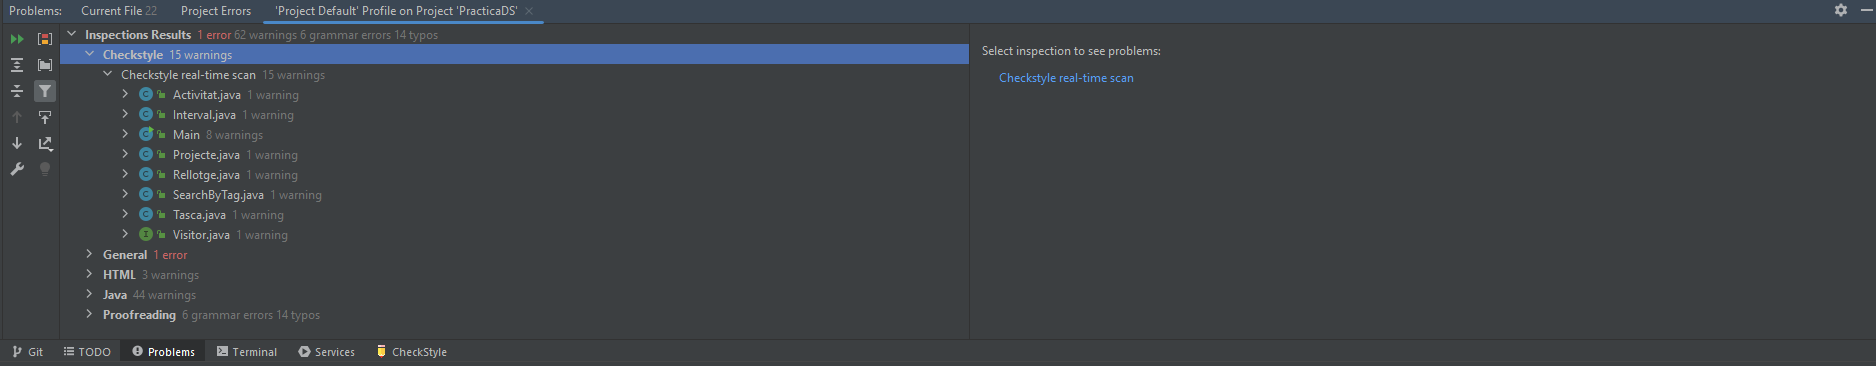 Problems: Current File 22 Project Errors 'Project Default' Profile on Project 'PracticaDS'
Inspections Results 1 error 62 warnings 6 grammar errors 14 typos
Checkstyle 15 warnings
Select inspection to see problems:
Checkstyle real-time scan 15 warnings
Checkstyle real-time scan
Activitat.java 1 warning
Interval.java 1 warning
Main 8 warnings
Projecte.java 1 warning
Rellotge.java 1 warning
SearchByTag.java 1 warning
Tasca.java 1 warning
Visitor.java 1 warning
General 1 error
HTML 3 warnings
Java 44 warnings
Proofreading 6 grammar errors 14 typos
Git TODO Problems Terminal Services CheckStyle